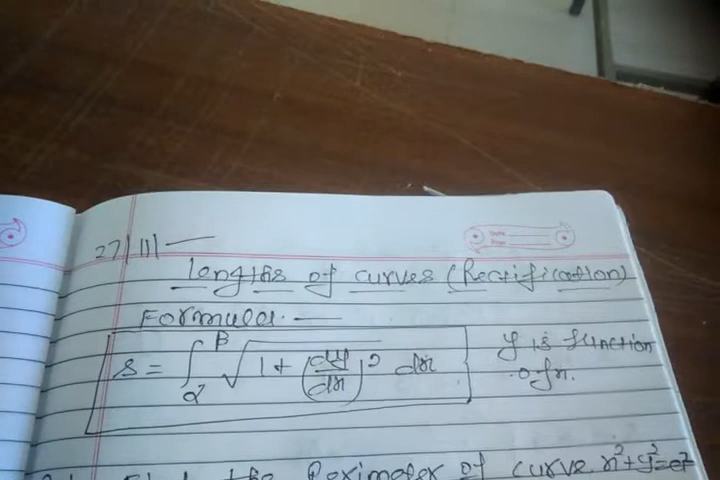 27/11/
Lengths of curves (Rectification)
Formula:-
s = ∫_α^β √(1 + (dy/dx)²) dx } y is function
of x.
the Perimeter of curve x²+y²=a²